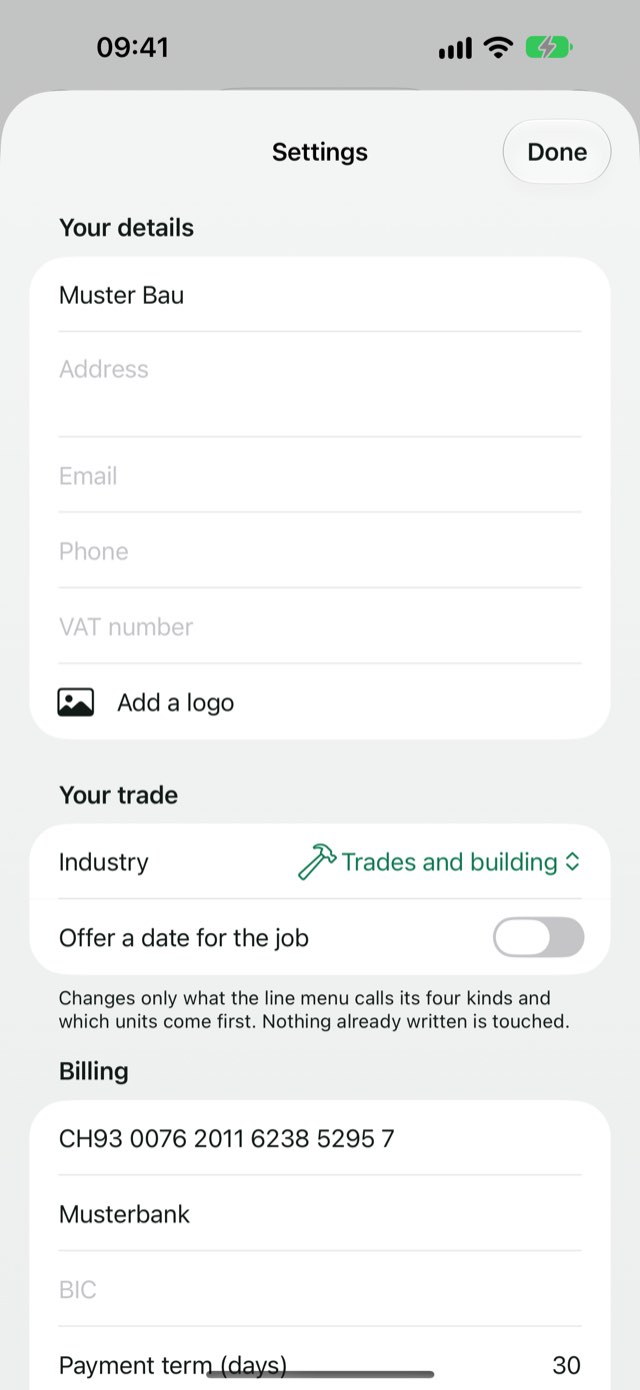 09:41
Settings
Done
Your details
Muster Bau
Address
Email
Phone
VAT number
Add a logo
Your trade
Industry
Trades and building
Offer a date for the job
Changes only what the line menu calls its four kinds and
which units come first. Nothing already written is touched.
Billing
CH93 0076 2011 6238 5295 7
Musterbank
BIC
Payment term (days)
30